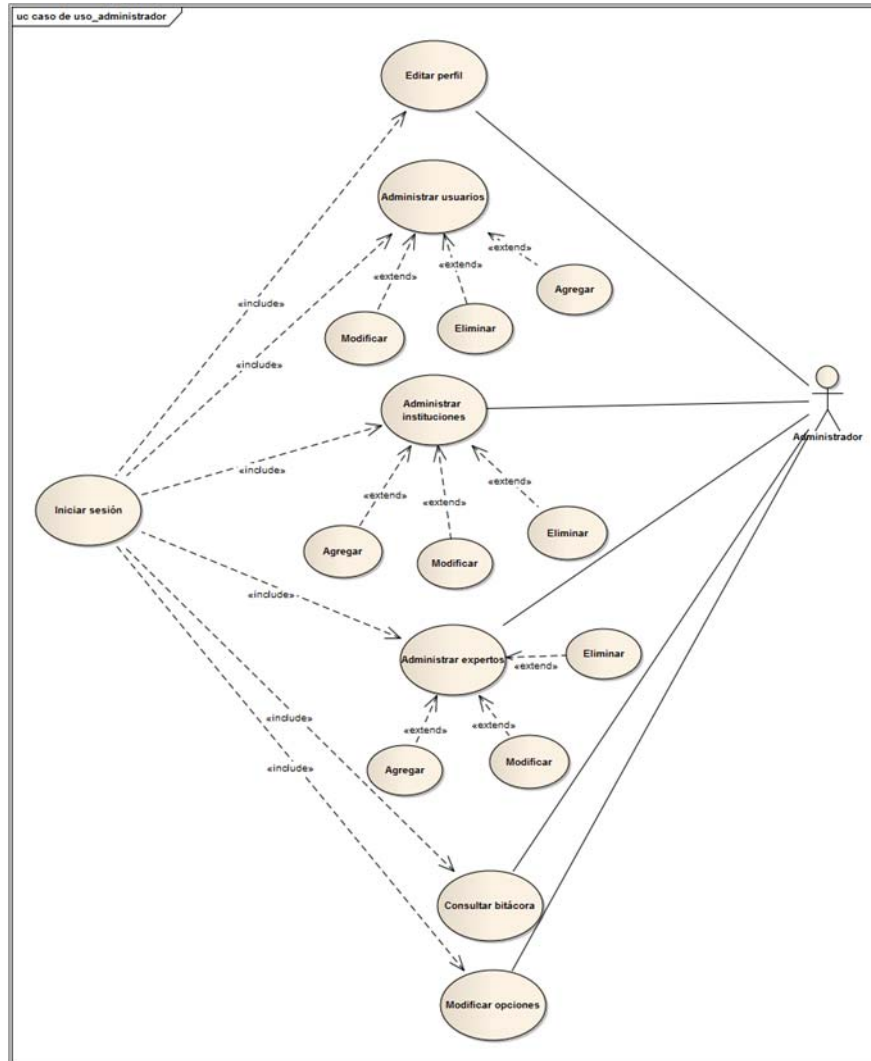 uc caso de uso_administrador
Editar perfil
Administrar usuarios
«extend»
«extend»
«extend»
Agregar
«include»
Modificar
Eliminar
«include»
Administrar
instituciones
Administrador
«include»
«extend»
«extend»
«extend»
Iniciar sesión
Agregar
Modificar
Eliminar
«include»
Administrar expertos
Eliminar
«extend»
«include»
«extend»
«extend»
«include»
Agregar
Modificar
Consultar bitácora
Modificar opciones